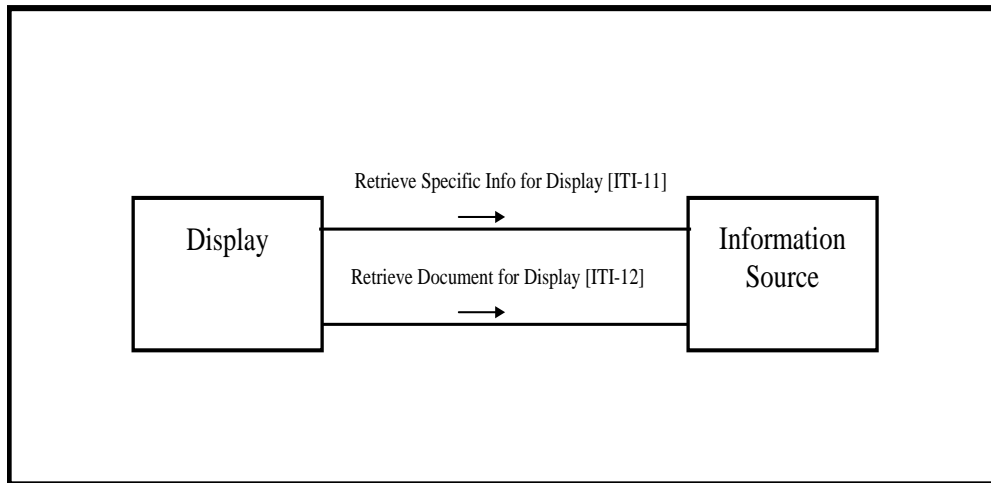 Retrieve Specific Info for Display [ITI-11]
Display
Information
Source
Retrieve Document for Display [ITI-12]